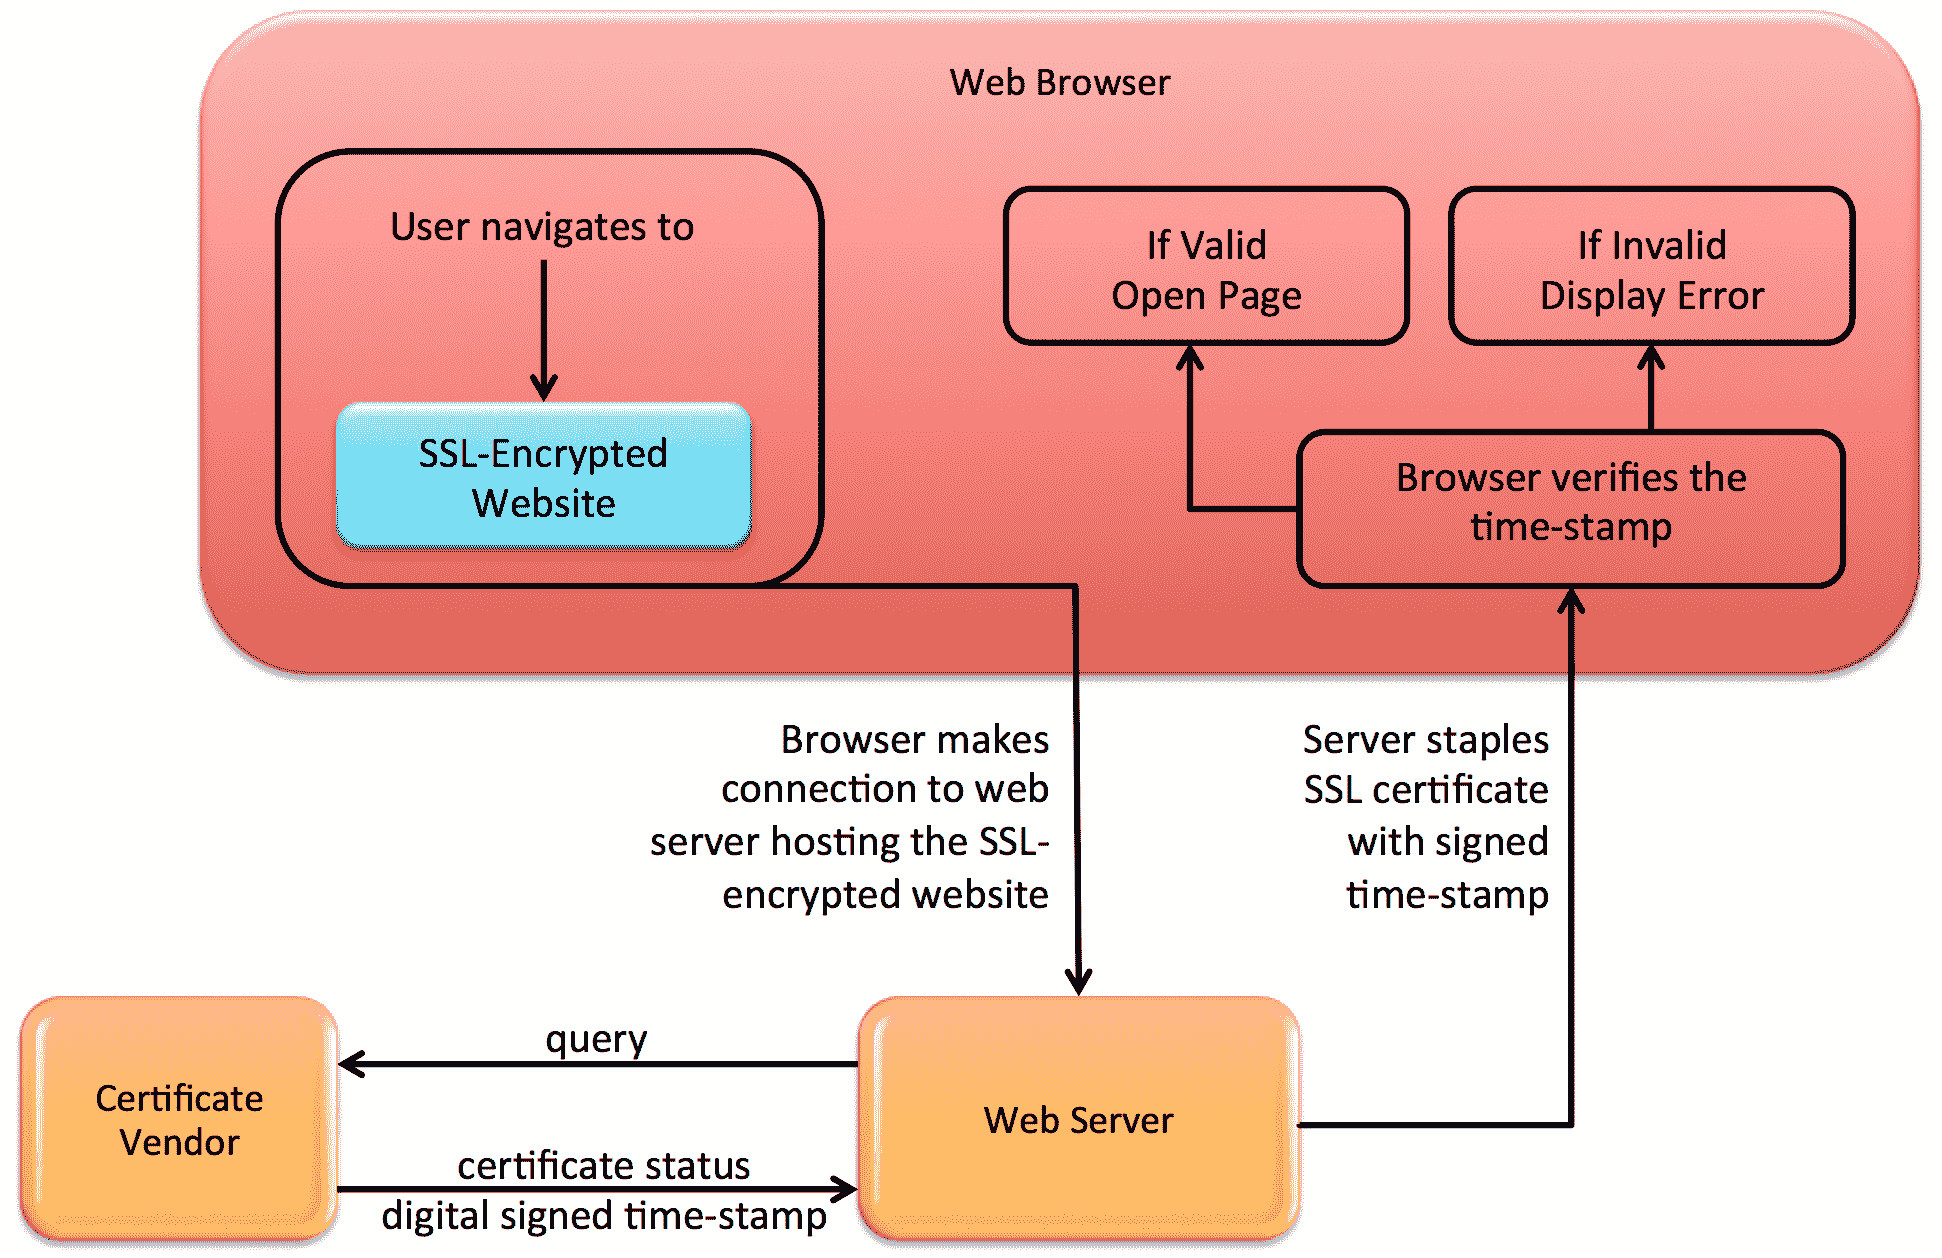 Web Browser
User navigates to
SSL-Encrypted
Website
If Valid
Open Page
If Invalid
Display Error
Browser verifies the
time-stamp
Browser makes
connection to web
server hosting the SSL-
encrypted website
Server staples
SSL certificate
with signed
time-stamp
Certificate
Vendor
query
certificate status
digital signed time-stamp
Web Server